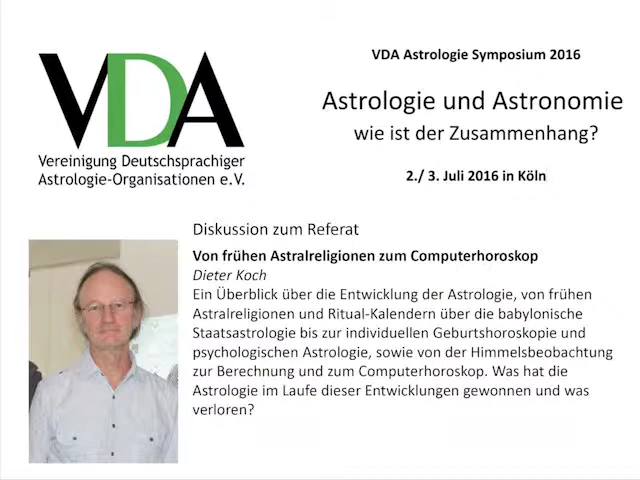 VDA
Vereinigung Deutschsprachiger
Astrologie-Organisationen e.V.
VDA Astrologie Symposium 2016
Astrologie und Astronomie
wie ist der Zusammenhang?
2./ 3. Juli 2016 in Köln
Diskussion zum Referat
Von frühen Astralreligionen zum Computerhoroskop
Dieter Koch
Ein Überblick über die Entwicklung der Astrologie, von frühen
Astralreligionen und Ritual-Kalendern über die babylonische
Staatsastrologie bis zur individuellen Geburtshoroskopie und
psychologischen Astrologie, sowie von der Himmelsbeobachtung
zur Berechnung und zum Computerhoroskop. Was hat die
Astrologie im Laufe dieser Entwicklungen gewonnen und was
verloren?